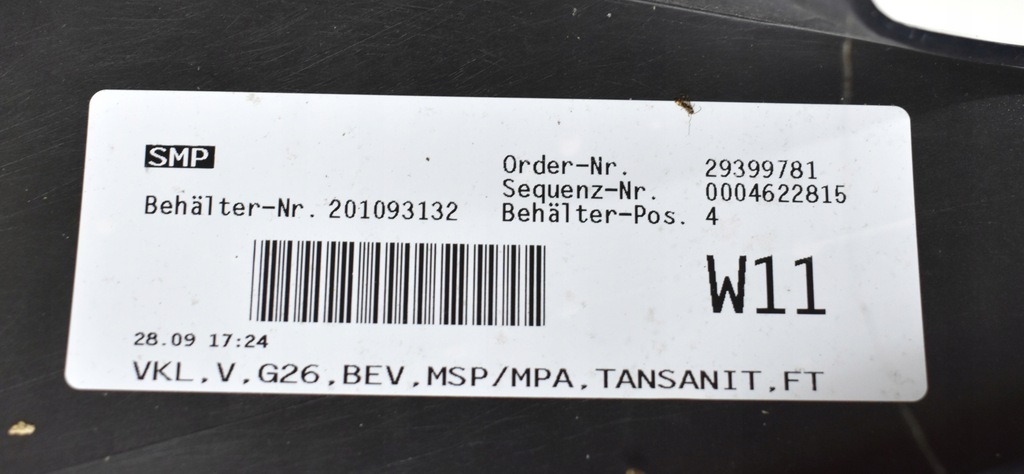 SMP
Behälter-Nr. 201093132
Order-Nr. 29399781
Sequenz-Nr. 0004622815
Behälter-Pos. 4
W11
28.09 17:24
VKL,V,G26,BEV,MSP/MPA,TANSANIT,FT